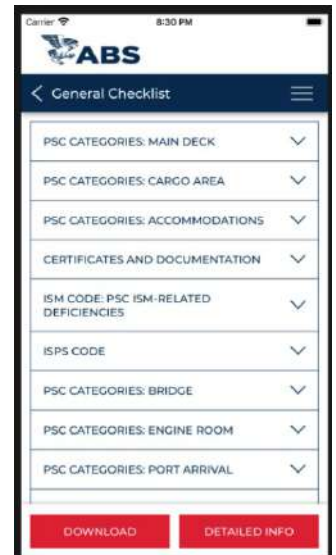 Carrier 8:30 PM
ABS
General Checklist
PSC CATEGORIES: MAIN DECK
PSC CATEGORIES: CARGO AREA
PSC CATEGORIES: ACCOMMODATIONS
CERTIFICATES AND DOCUMENTATION
ISM CODE: PSC ISM-RELATED
DEFICIENCIES
ISPS CODE
PSC CATEGORIES: BRIDGE
PSC CATEGORIES: ENGINE ROOM
PSC CATEGORIES: PORT ARRIVAL
DOWNLOAD DETAILED INFO